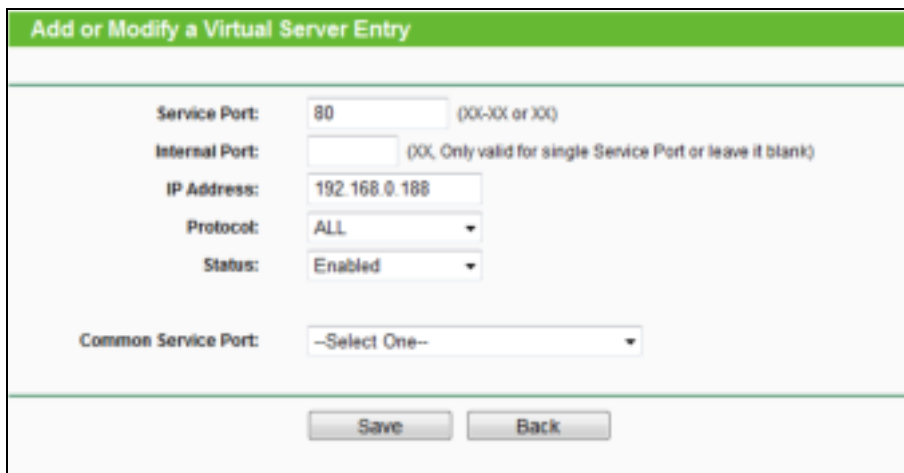 Add or Modify a Virtual Server Entry
Service Port: 80 (XX-XX or XX)
Internal Port: (XX, Only valid for single Service Port or leave it blank)
IP Address: 192.168.0.188
Protocol: ALL
Status: Enabled
Common Service Port: --Select One--
Save Back